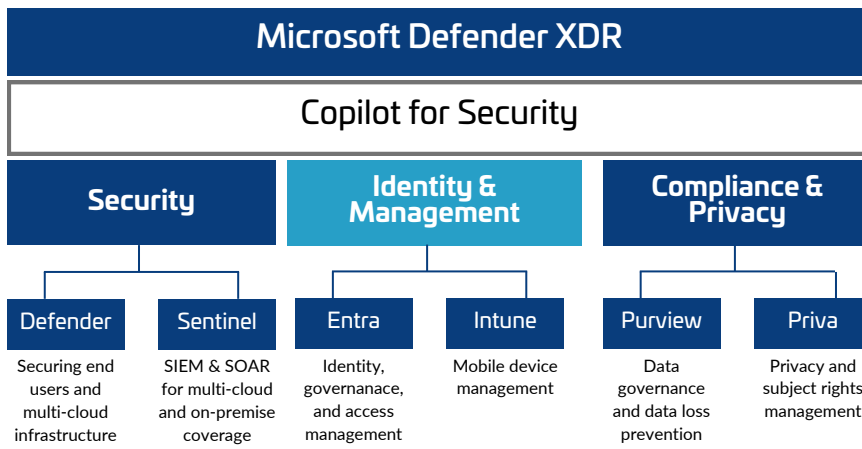 Microsoft Defender XDR
Copilot for Security
Security
Identity &
Management
Compliance &
Privacy
Defender
Sentinel
Entra
Intune
Purview
Priva
Securing end
users and
multi-cloud
infrastructure
SIEM & SOAR
for multi-cloud
and on-premise
coverage
Identity,
governanace,
and access
management
Mobile device
management
Data
governance
and data loss
prevention
Privacy and
subject rights
management